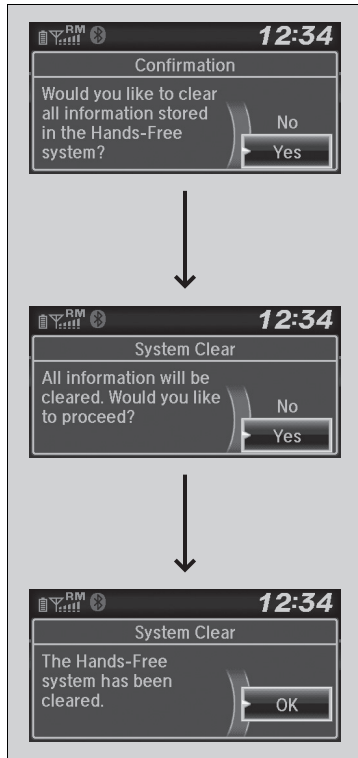 RM 12:34
Confirmation
Would you like to clear
all information stored
in the Hands-Free
system?
No
Yes
RM 12:34
System Clear
All information will be
cleared. Would you like
to proceed?
No
Yes
RM 12:34
System Clear
The Hands-Free
system has been
cleared.
OK